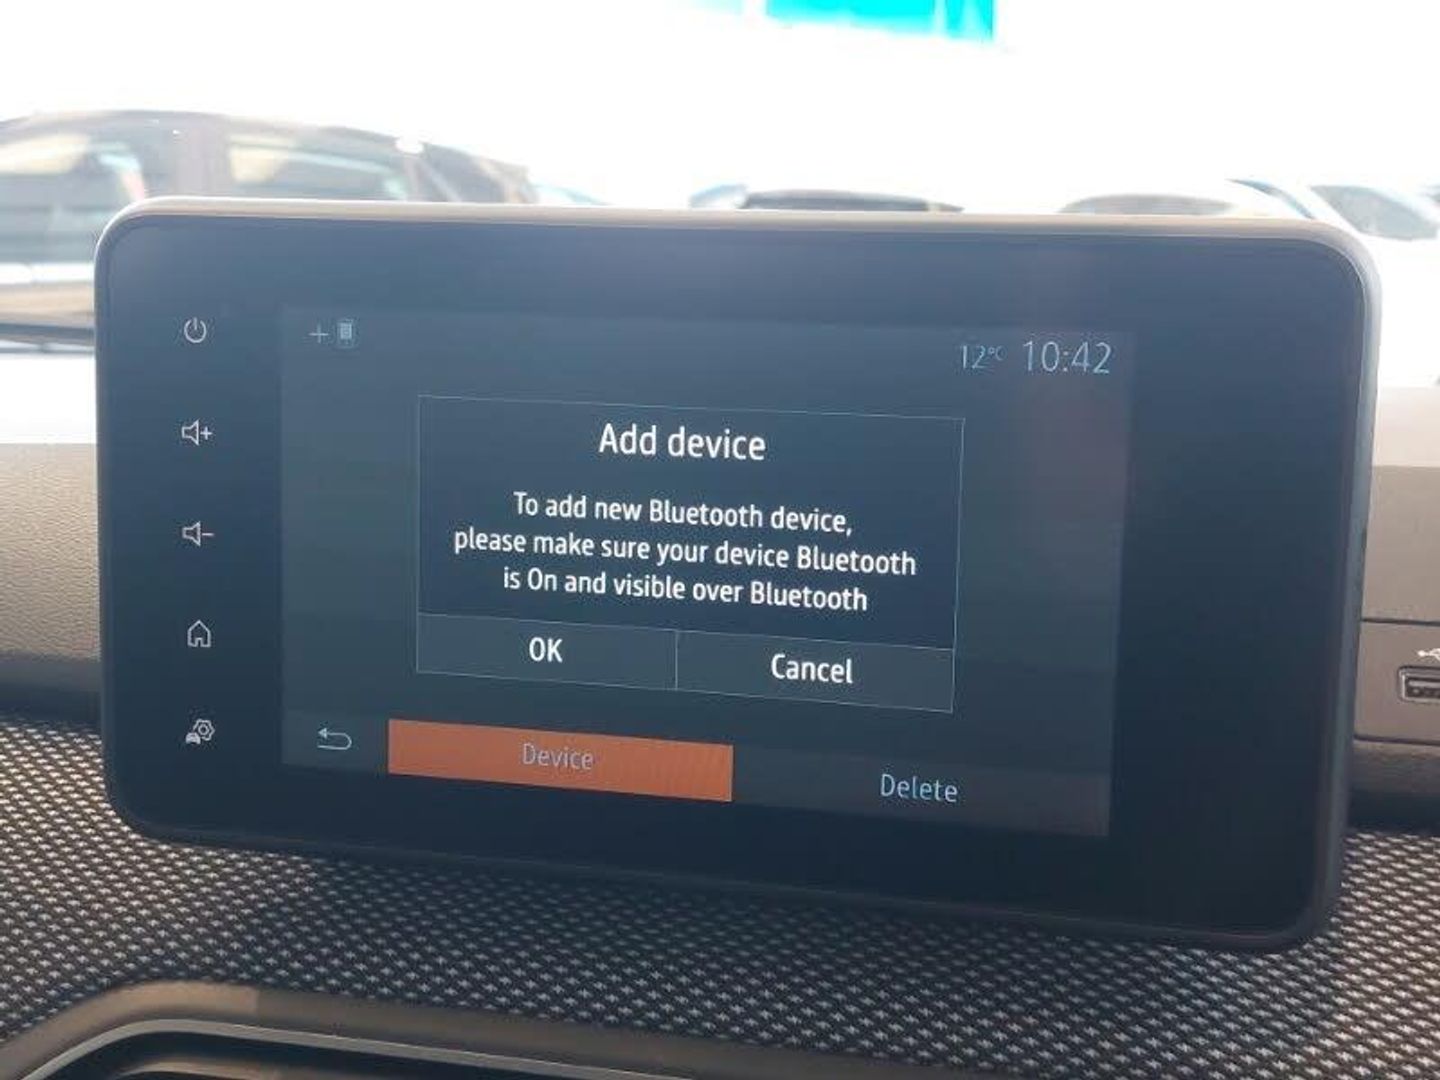 12°C 10:42
Add device
To add new Bluetooth device,
please make sure your device Bluetooth
is On and visible over Bluetooth
OK Cancel
Device Delete